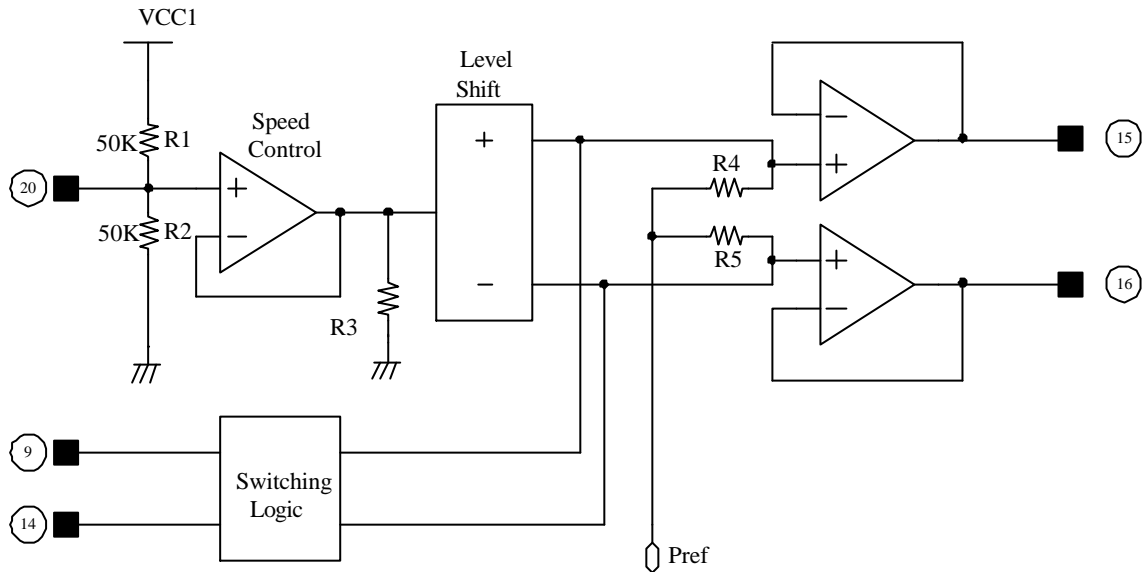 VCC1
Level
Shift
50K R1
Speed
Control
+
−
15
20
+
−
R4
+
50K R2
R5
+
−
−
16
R3
9
Switching
Logic
14
Pref